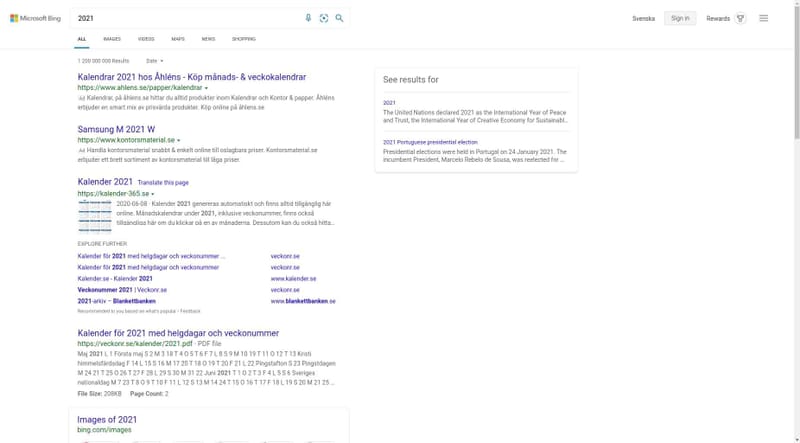 Microsoft Bing
2021
Svenska
Sign in
Rewards
ALL
IMAGES
VIDEOS
MAPS
NEWS
SHOPPING
1 200 000 000 Results
Date
Kalendrar 2021 hos Åhléns - Köp månads- & veckokalendrar
https://www.ahlens.se/papper/kalendrar
Ad Kalendrar, på åhlens.se hittar du alltid produkter inom Kalendrar och Kontor & papper. Åhléns
erbjuder en smart mix av prisvärda produkter. Köp online på åhlens.se
Samsung M 2021 W
https://www.kontorsmaterial.se
Ad Handla kontorsmaterial snabbt & enkelt online till oslagbara priser. Kontorsmaterial.se
erbjuder ett brett sortiment av kontorsmaterial till låga priser.
Kalender 2021 Translate this page
https://kalender-365.se
2020-06-08 · Kalender 2021 genereras automatiskt och finns alltid tillgänglig här
online. Månadskalendrar under 2021, inklusive veckonummer, finns också
tillgängliga här om du klickar på en av månaderna. Dessutom kan du också hitta...
EXPLORE FURTHER
Kalender för 2021 med helgdagar och veckonummer ... veckonr.se
Kalender för 2021 med helgdagar och veckonummer veckonr.se
Kalender.se - Kalender 2021 www.kalender.se
Veckonummer 2021 | Veckonr.se veckonr.se
2021-arkiv – Blankettbanken www.blankettbanken.se
Recommended to you based on what's popular • Feedback
Kalender för 2021 med helgdagar och veckonummer
https://veckonr.se/kalender/2021.pdf · PDF file
Maj 2021 L 1 Första maj S 2 M 3 18 T 4 O 5 T 6 F 7 L 8 S 9 M 10 19 T 11 O 12 T 13 Kristi
himmelsfärdsdag F 14 L 15 S 16 M 17 20 T 18 O 19 T 20 F 21 L 22 Pingstafton S 23 Pingstdagen
M 24 21 T 25 O 26 T 27 F 28 L 29 S 30 M 31 22 Juni 2021 T 1 O 2 T 3 F 4 L 5 S 6 Sveriges
nationaldag M 7 23 T 8 O 9 T 10 F 11 L 12 S 13 M 14 24 T 15 O 16 T 17 F 18 L 19 S 20 M 21 25 ...
File Size: 208KB Page Count: 2
Images of 2021
bing.com/images
See results for
2021
The United Nations declared 2021 as the International Year of Peace
and Trust, the International Year of Creative Economy for Sustainabl...
2021 Portuguese presidential election
Presidential elections were held in Portugal on 24 January 2021. The
incumbent President, Marcelo Rebelo de Sousa, was reelected for ...